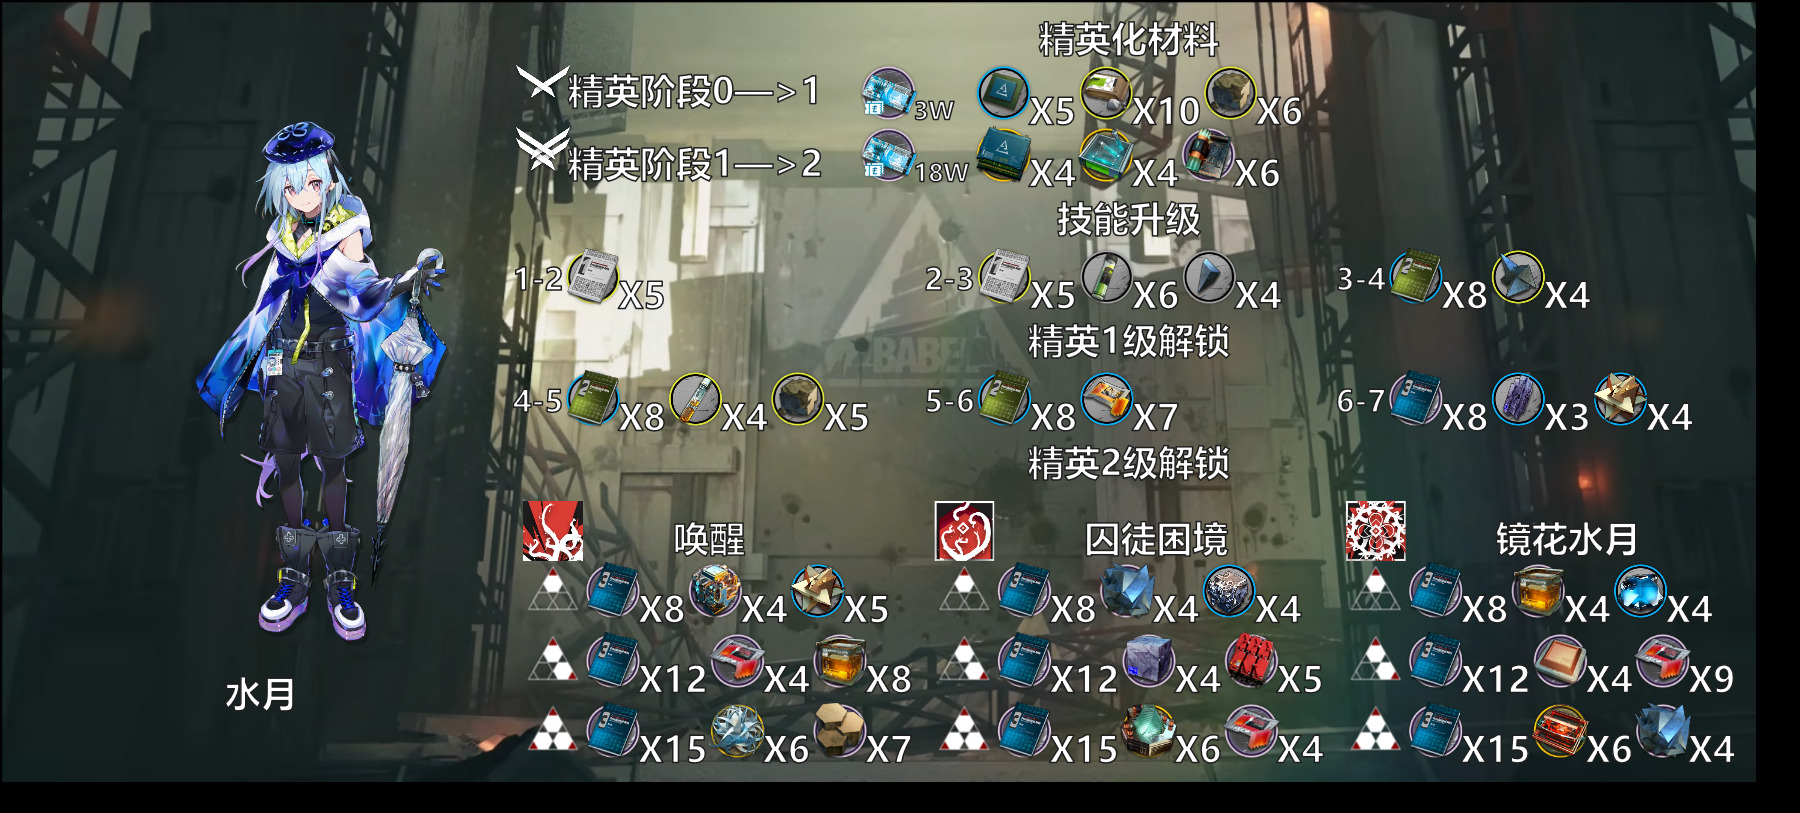 精英化材料
精英阶段0—>1 3W X5 X10 X6
精英阶段1—>2 18W X4 X4 X6
技能升级
1-2 X5 2-3 X5 X6 X4 3-4 X8 X4
精英1级解锁
4-5 X8 X4 X5 5-6 X8 X7 6-7 X8 X3 X4
精英2级解锁
唤醒 囚徒困境 镜花水月
X8 X4 X5 X8 X4 X4 X8 X4 X4
X12 X4 X8 X12 X4 X5 X12 X4 X9
X15 X6 X7 X15 X6 X4 X15 X6 X4
水月
BABEL